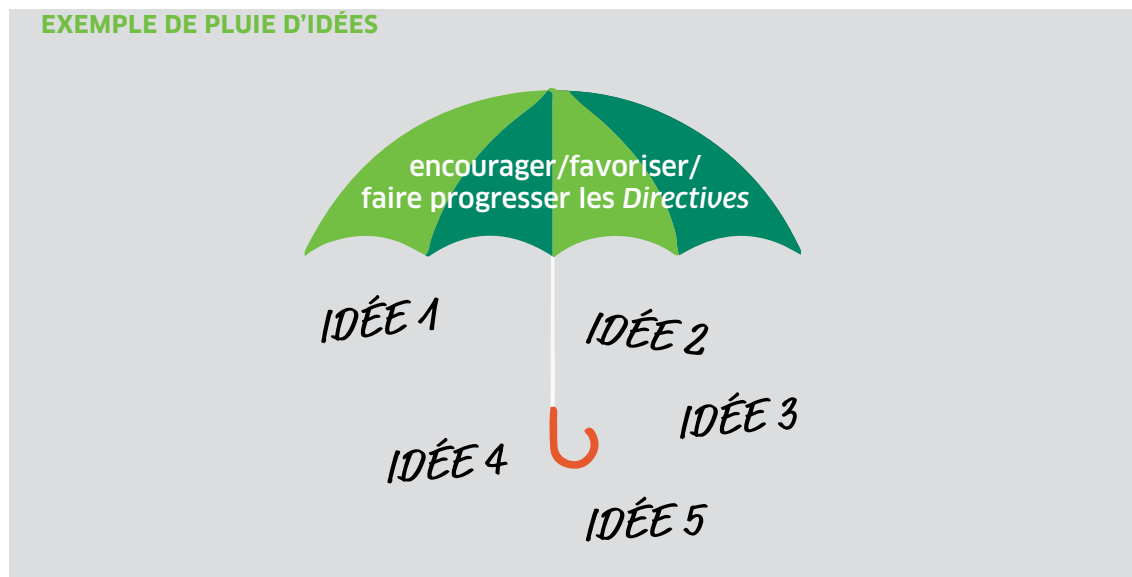 EXEMPLE DE PLUIE D'IDÉES
encourager/favoriser/
faire progresser les Directives
IDÉE 1
IDÉE 2
IDÉE 3
IDÉE 4
IDÉE 5